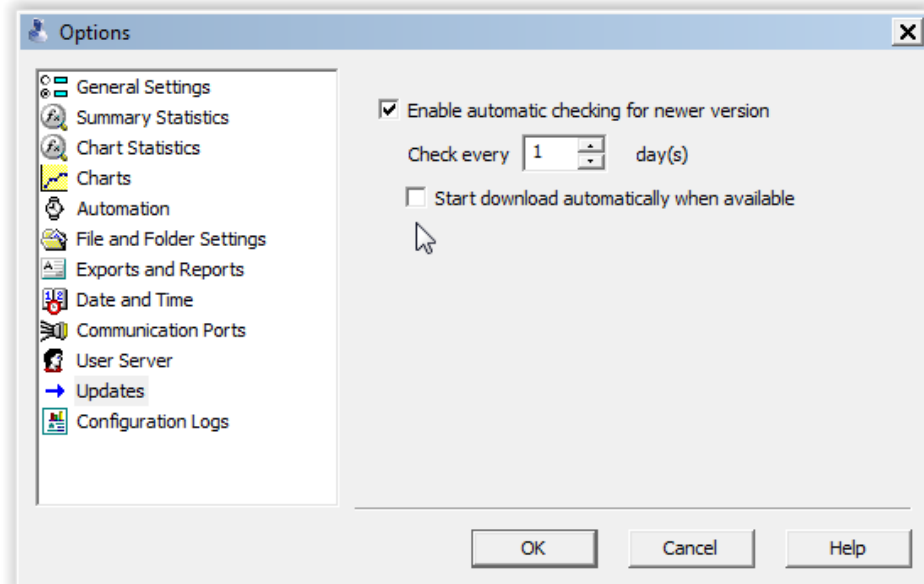 Options
General Settings
Summary Statistics
Chart Statistics
Charts
Automation
File and Folder Settings
Exports and Reports
Date and Time
Communication Ports
User Server
Updates
Configuration Logs
Enable automatic checking for newer version
Check every 1 day(s)
Start download automatically when available
OK Cancel Help